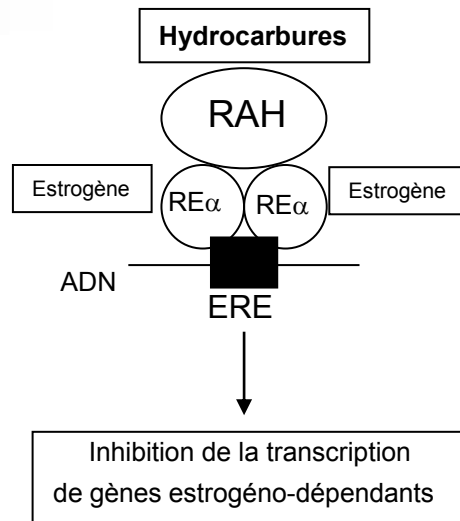 Hydrocarbures
RAH
Estrogène
REα
REα
Estrogène
ADN
ERE
Inhibition de la transcription
de gènes estrogéno-dépendants